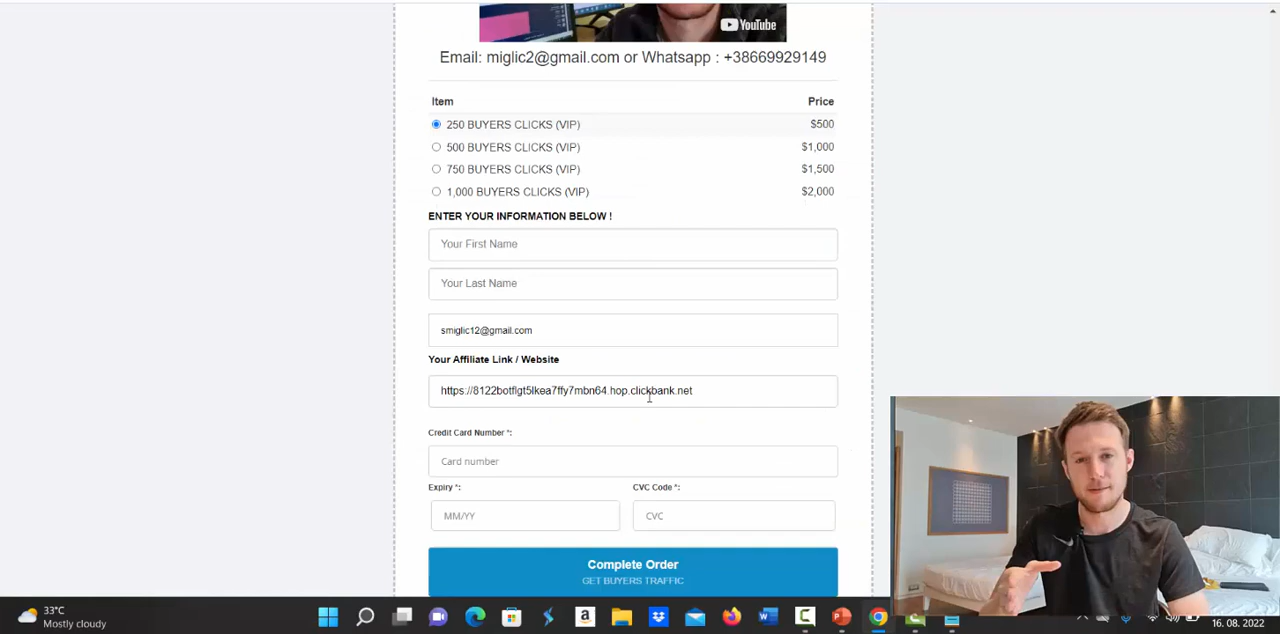 YouTube
Email: miglic2@gmail.com or Whatsapp : +38669929149
Item Price
250 BUYERS CLICKS (VIP) $500
500 BUYERS CLICKS (VIP) $1,000
750 BUYERS CLICKS (VIP) $1,500
1,000 BUYERS CLICKS (VIP) $2,000
ENTER YOUR INFORMATION BELOW !
Your First Name
Your Last Name
smiglic12@gmail.com
Your Affiliate Link / Website
https://8122botflgt5lkea7ffy7mbn64.hop.clickbank.net
Credit Card Number *:
Card number
Expiry *: CVC Code *:
MM/YY CVC
Complete Order
GET BUYERS TRAFFIC
33°C
Mostly cloudy
16. 08. 2022